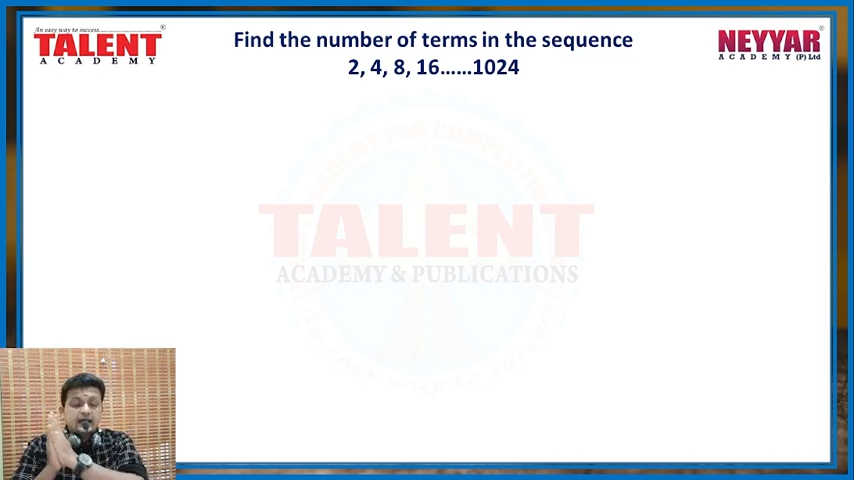 An easy way to success
TALENT
ACADEMY
Find the number of terms in the sequence
2, 4, 8, 16......1024
NEYYAR
ACADEMY (P) Ltd
TALENT
ACADEMY & PUBLICATIONS